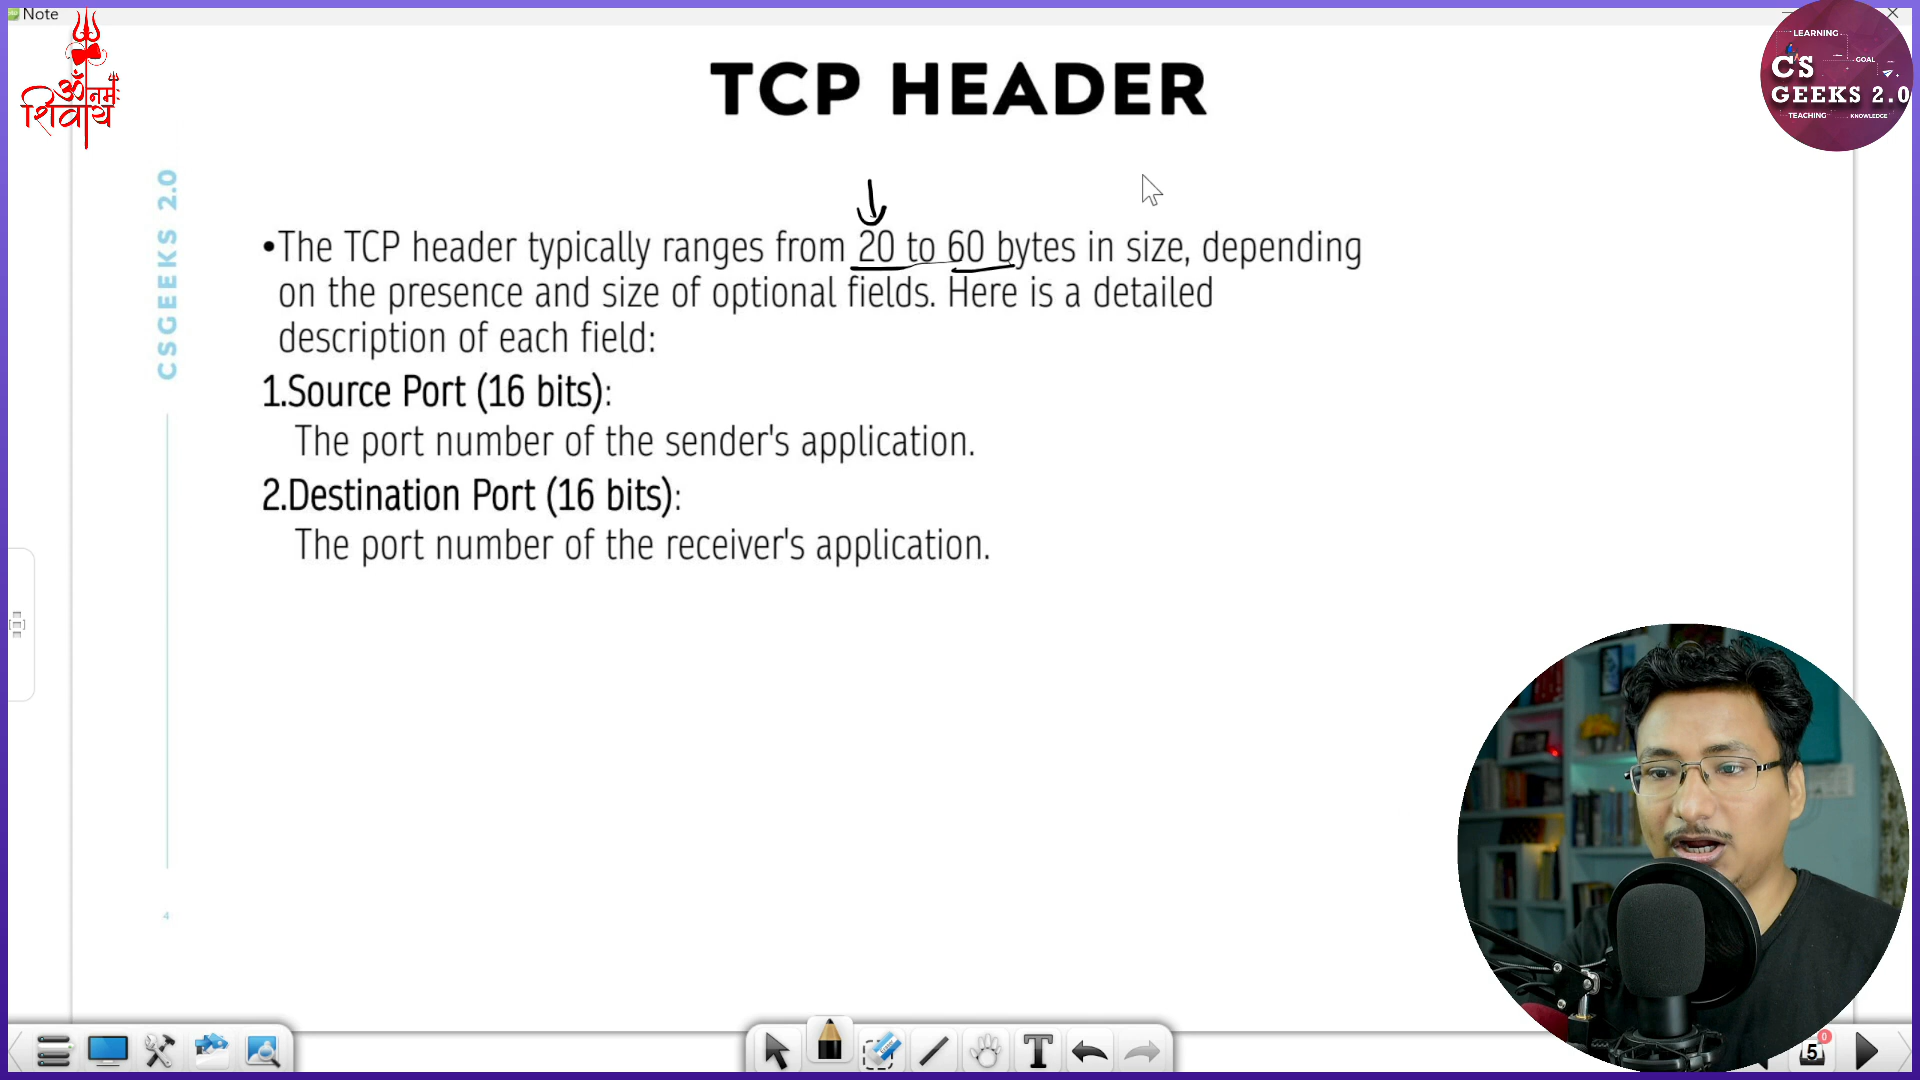 Note
ॐ नमः
शिवाय
LEARNING
GOAL
CS
GEEKS 2.0
TEACHING
KNOWLEDGE
TCP HEADER
CSGEEKS 2.0
•The TCP header typically ranges from 20 to 60 bytes in size, depending
on the presence and size of optional fields. Here is a detailed
description of each field:
1.Source Port (16 bits):
The port number of the sender's application.
2.Destination Port (16 bits):
The port number of the receiver's application.
4
T
5
0